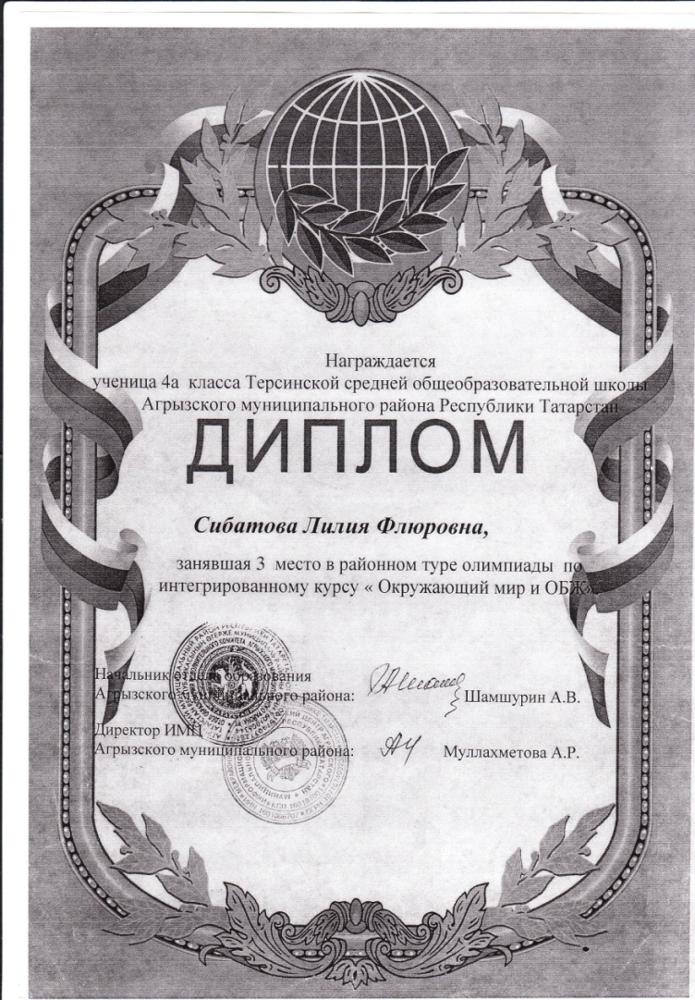 Награждается
ученица 4а класса Терсинской средней общеобразовательной школы
Агрызского муниципального района Республики Татарстан
ДИПЛОМ
Сибатова Лилия Флюровна,
занявшая 3 место в районном туре олимпиады по
интегрированному курсу « Окружающий мир и ОБЖ».
Начальник отдела образования
Агрызского муниципального района: Шамшурин А.В.
Директор ИМЦ
Агрызского муниципального района: Муллахметова А.Р.